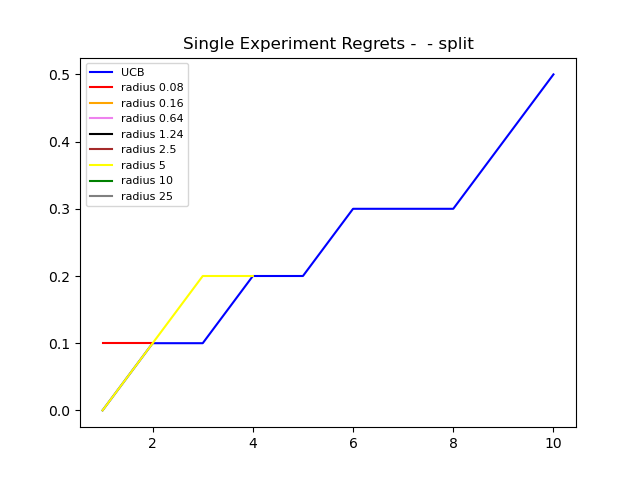 Single Experiment Regrets -  - split
UCB
radius 0.08
radius 0.16
radius 0.64
radius 1.24
radius 2.5
radius 5
radius 10
radius 25
0.5
0.4
0.3
0.2
0.1
0.0
2 4 6 8 10